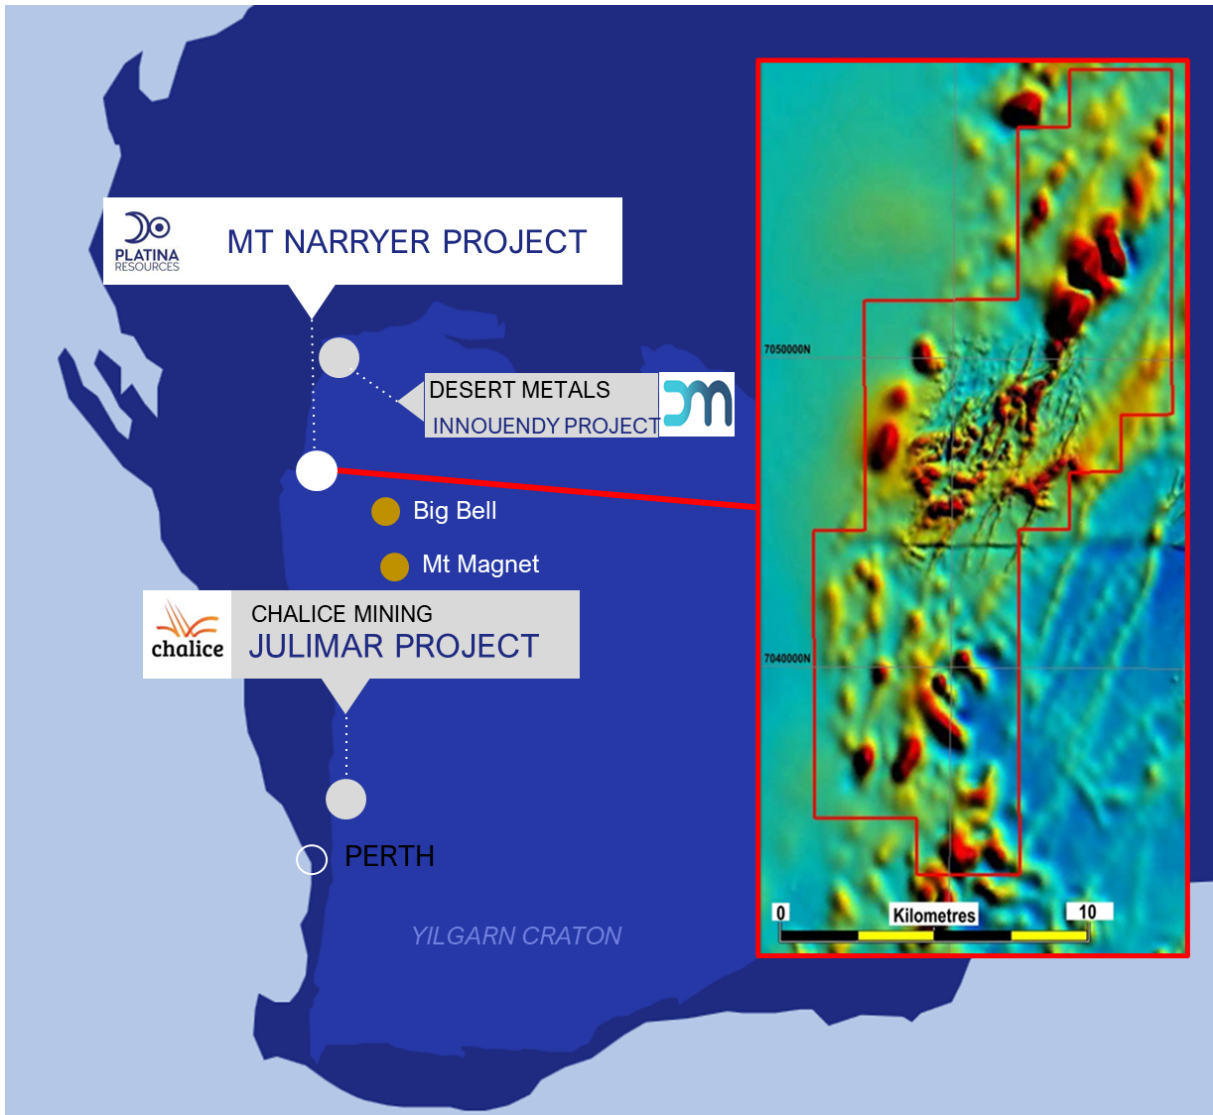 PLATINA
RESOURCES
MT NARRYER PROJECT
DESERT METALS
INNOUENDY PROJECT
Big Bell
Mt Magnet
chalice
CHALICE MINING
JULIMAR PROJECT
PERTH
YILGARN CRATON
7050000N
7040000N
0
Kilometres
10